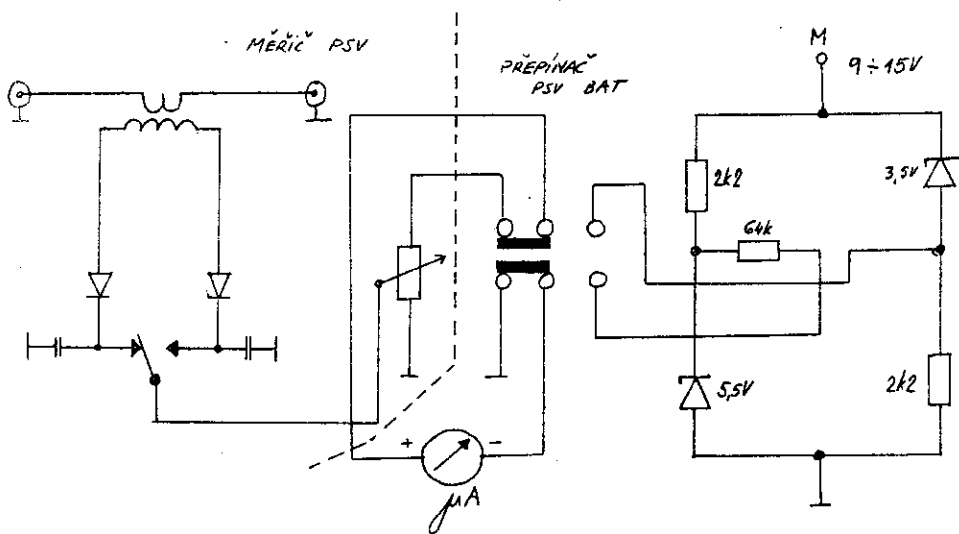 MĚŘIČ PSV
PŘEPÍNAČ
PSV BAT
M
9÷15V
2k2
3,5V
64k
5,5V
2k2
+
-
µA